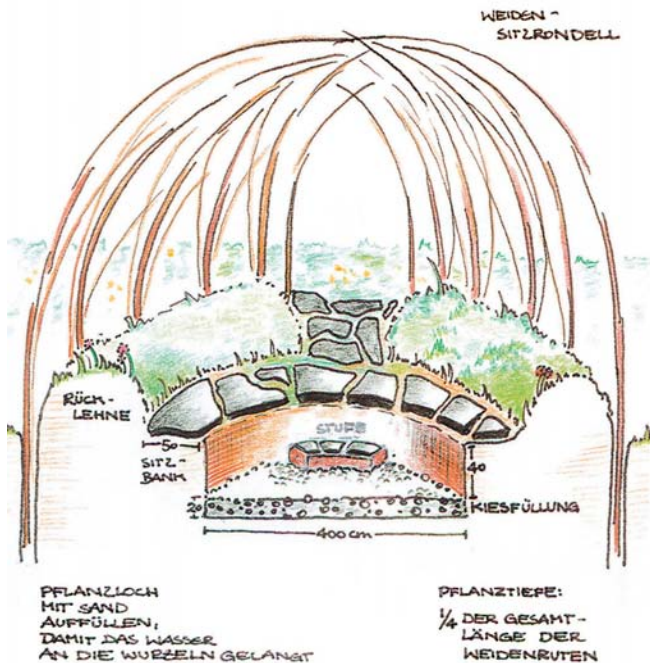 WEIDEN-
SITZRONDELL
RÜCK-
LEHNE
STUFE
50
SITZ-
BANK
40
20
KIESFÜLLUNG
400 cm
PFLANZLOCH
MIT SAND
AUFFÜLLEN,
DAMIT DAS WASSER
AN DIE WURZELN GELANGT
PFLANZTIEFE:
1/4 DER GESAMT-
LÄNGE DER
WEIDENRUTEN